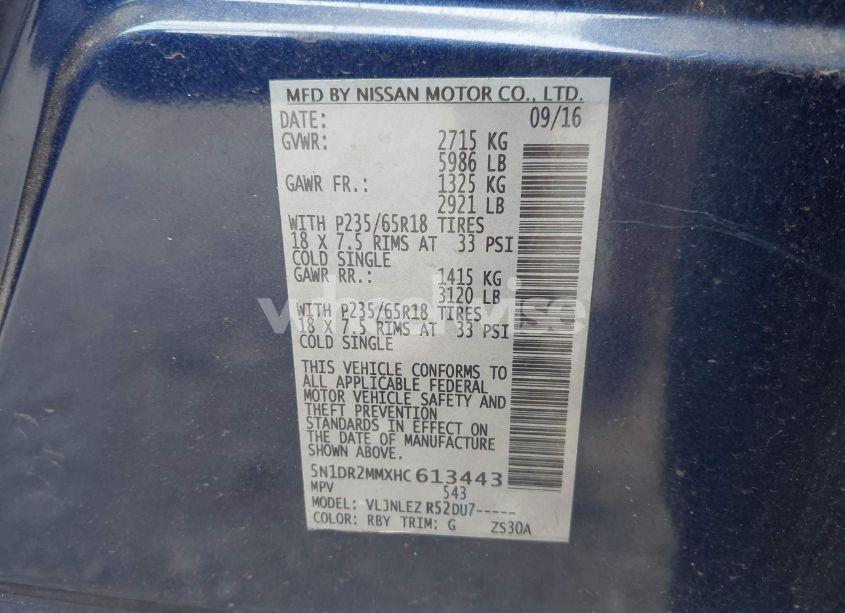 MFD BY NISSAN MOTOR CO., LTD.
DATE: 09/16
GVWR: 2715 KG
5986 LB
GAWR FR.: 1325 KG
2921 LB
WITH P235/65R18 TIRES
18 X 7.5 RIMS AT 33 PSI
COLD SINGLE
GAWR RR.: 1415 KG
3120 LB
WITH P235/65R18 TIRES
18 X 7.5 RIMS AT 33 PSI
COLD SINGLE
wheelwise
THIS VEHICLE CONFORMS TO
ALL APPLICABLE FEDERAL
MOTOR VEHICLE SAFETY AND
THEFT PREVENTION
STANDARDS IN EFFECT ON
THE DATE OF MANUFACTURE
SHOWN ABOVE.
5N1DR2MMXHC613443
MPV 543
MODEL: VLJNLEZ R52DU7-----
COLOR: RBY TRIM: G ZS30A